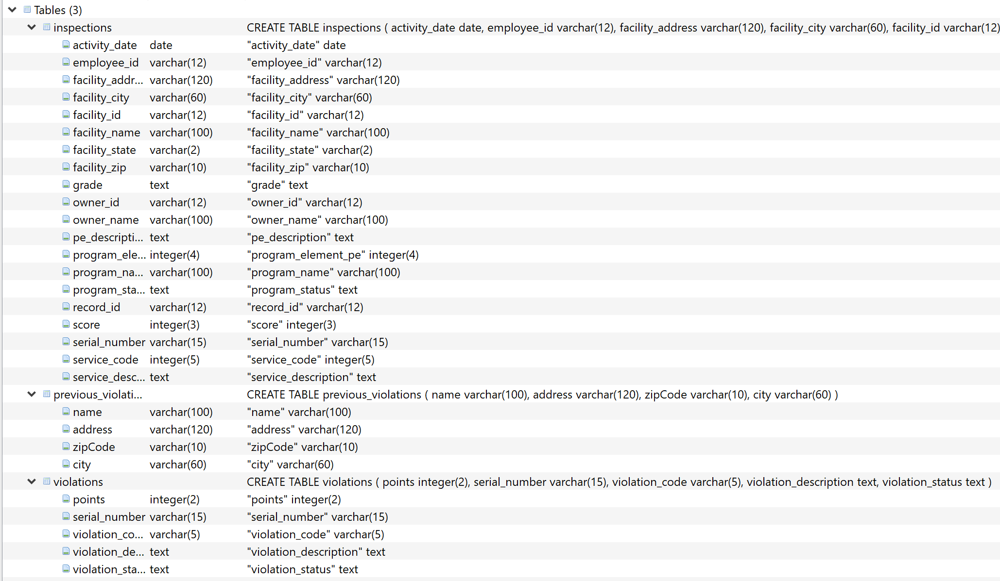 Tables (3)
inspections CREATE TABLE inspections ( activity_date date, employee_id varchar(12), facility_address varchar(120), facility_city varchar(60), facility_id varchar(12)
activity_date date "activity_date" date
employee_id varchar(12) "employee_id" varchar(12)
facility_addr... varchar(120) "facility_address" varchar(120)
facility_city varchar(60) "facility_city" varchar(60)
facility_id varchar(12) "facility_id" varchar(12)
facility_name varchar(100) "facility_name" varchar(100)
facility_state varchar(2) "facility_state" varchar(2)
facility_zip varchar(10) "facility_zip" varchar(10)
grade text "grade" text
owner_id varchar(12) "owner_id" varchar(12)
owner_name varchar(100) "owner_name" varchar(100)
pe_descripti... text "pe_description" text
program_ele... integer(4) "program_element_pe" integer(4)
program_na... varchar(100) "program_name" varchar(100)
program_sta... text "program_status" text
record_id varchar(12) "record_id" varchar(12)
score integer(3) "score" integer(3)
serial_number varchar(15) "serial_number" varchar(15)
service_code integer(5) "service_code" integer(5)
service_desc... text "service_description" text
previous_violati... CREATE TABLE previous_violations ( name varchar(100), address varchar(120), zipCode varchar(10), city varchar(60) )
name varchar(100) "name" varchar(100)
address varchar(120) "address" varchar(120)
zipCode varchar(10) "zipCode" varchar(10)
city varchar(60) "city" varchar(60)
violations CREATE TABLE violations ( points integer(2), serial_number varchar(15), violation_code varchar(5), violation_description text, violation_status text )
points integer(2) "points" integer(2)
serial_number varchar(15) "serial_number" varchar(15)
violation_co... varchar(5) "violation_code" varchar(5)
violation_de... text "violation_description" text
violation_sta... text "violation_status" text